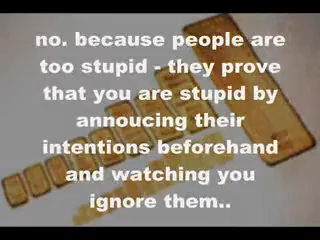 no. because people are
too stupid - they prove
that you are stupid by
annoucing their
intentions beforehand
and watching you
ignore them..